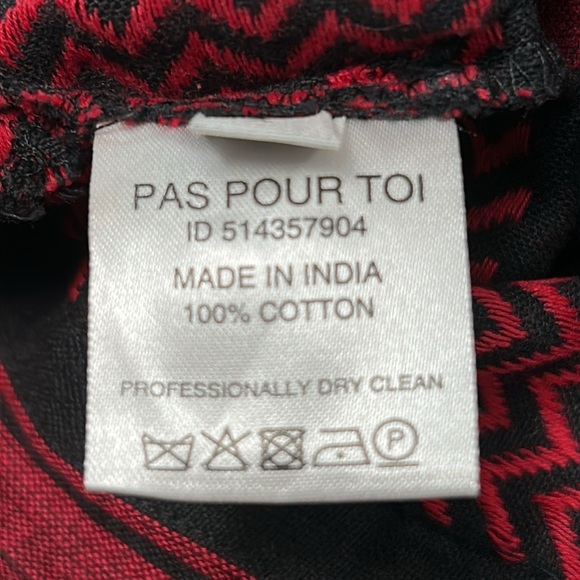 PAS POUR TOI
ID 514357904
MADE IN INDIA
100% COTTON
PROFESSIONALLY DRY CLEAN
P